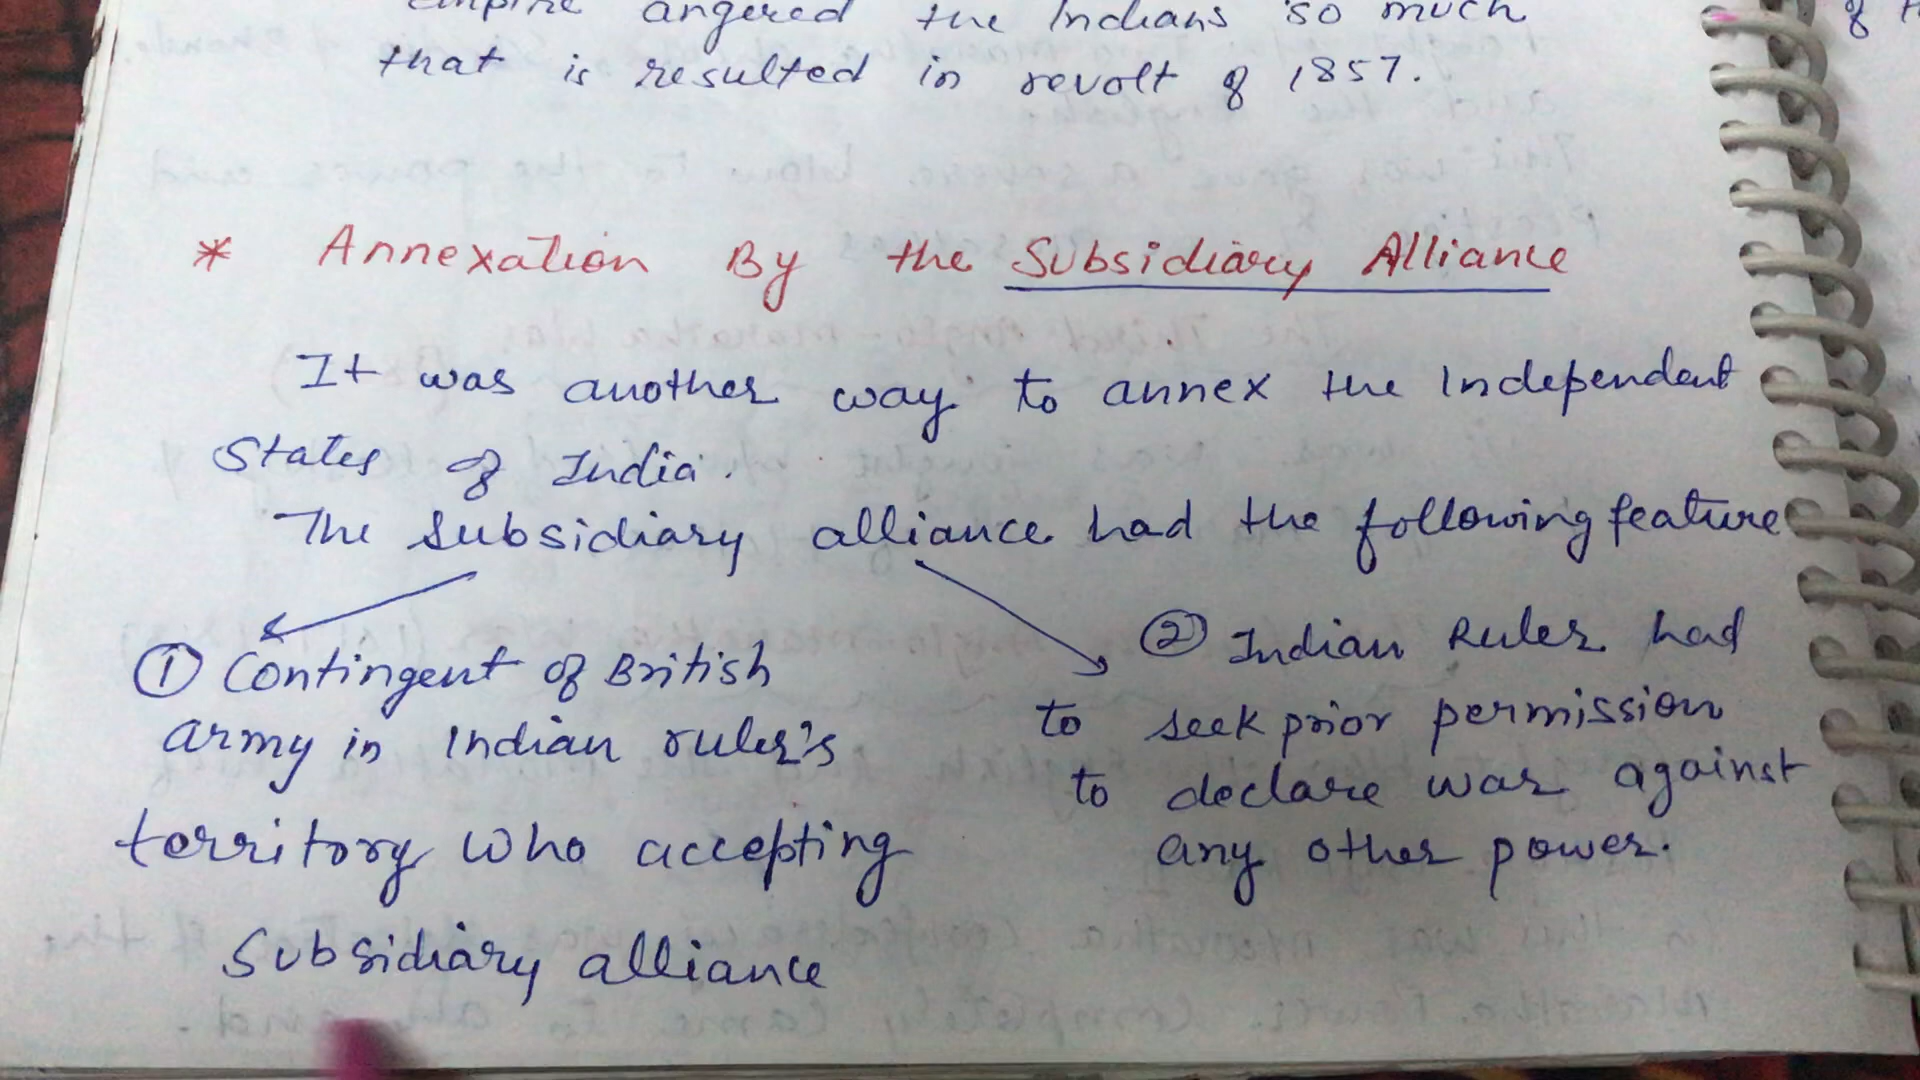 empire angered the Indians so much
that is resulted in revolt of 1857.
* Annexation By the Subsidiary Alliance
It was another way to annex the Independent
States of India.
The Subsidiary alliance had the following feature
① Contingent of British
army in Indian ruler's
territory who accepting
Subsidiary alliance
② Indian Ruler had
to seek prior permission
to declare war against
any other power.
of